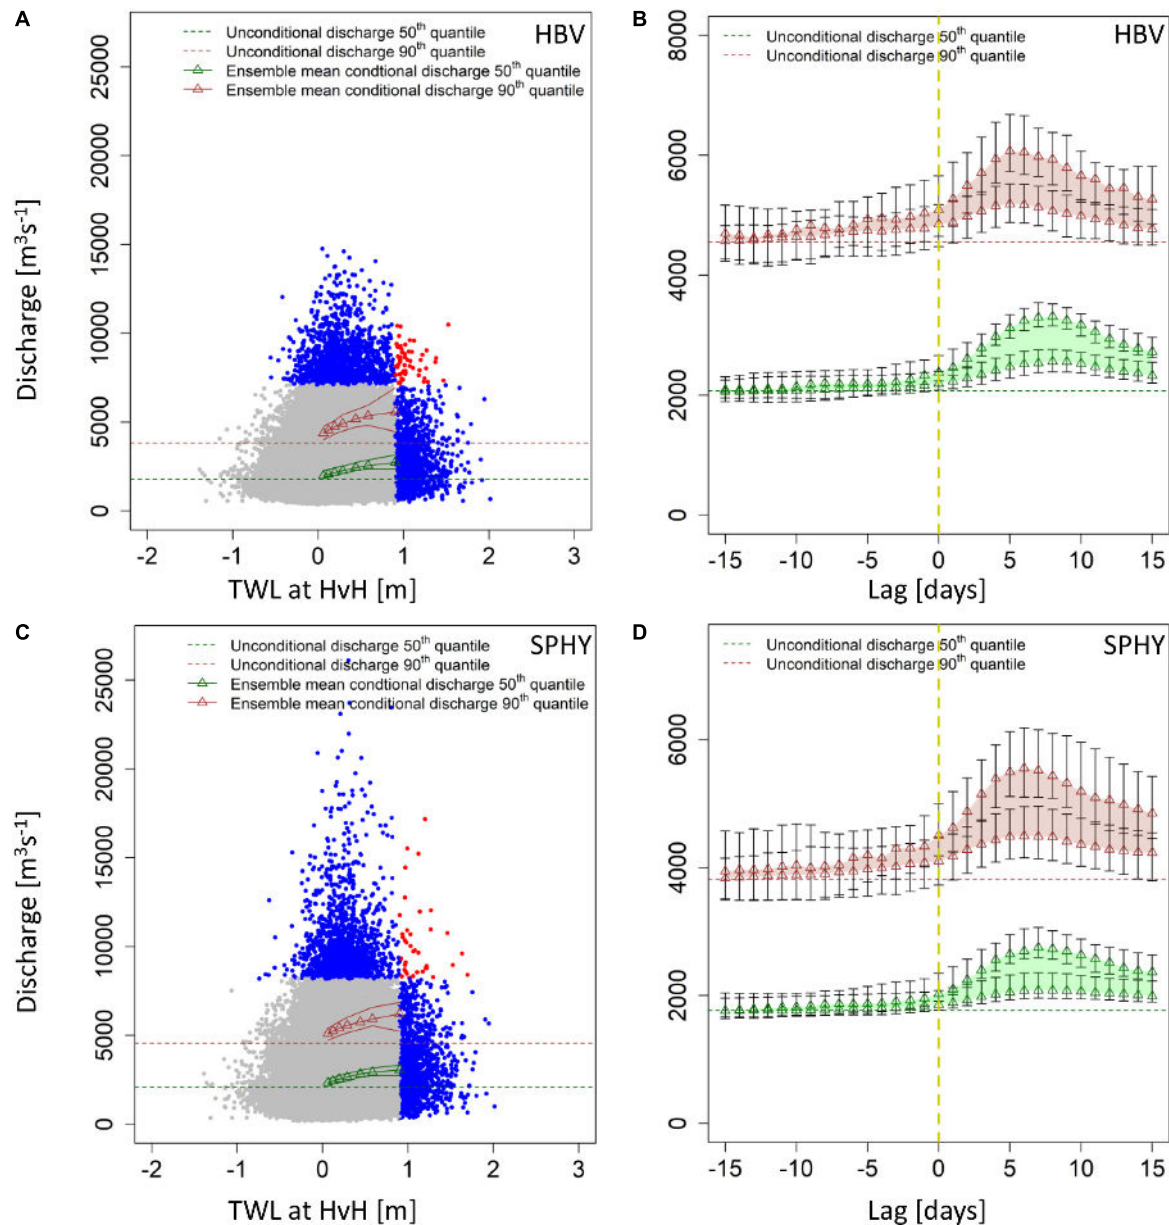 A
Unconditional discharge 50th quantile
Unconditional discharge 90th quantile
Ensemble mean condtional discharge 50th quantile
Ensemble mean conditional discharge 90th quantile
HBV
Discharge [m³s⁻¹]
25000
20000
15000
10000
5000
0
-2 -1 0 1 2 3
TWL at HvH [m]
B
Unconditional discharge 50th quantile
Unconditional discharge 90th quantile
HBV
8000
6000
4000
2000
0
-15 -10 -5 0 5 10 15
Lag [days]
C
Unconditional discharge 50th quantile
Unconditional discharge 90th quantile
Ensemble mean condtional discharge 50th quantile
Ensemble mean conditional discharge 90th quantile
SPHY
Discharge [m³s⁻¹]
25000
20000
15000
10000
5000
0
-2 -1 0 1 2 3
TWL at HvH [m]
D
Unconditional discharge 50th quantile
Unconditional discharge 90th quantile
SPHY
6000
4000
2000
0
-15 -10 -5 0 5 10 15
Lag [days]